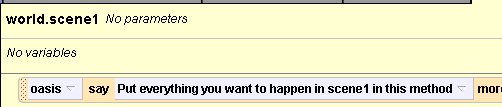 world.scene1 No parameters
No variables
oasis say Put everything you want to happen in scene1 in this method